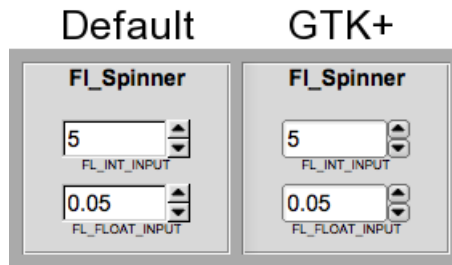 Default GTK+
Fl_Spinner Fl_Spinner
5 5
FL_INT_INPUT FL_INT_INPUT
0.05 0.05
FL_FLOAT_INPUT FL_FLOAT_INPUT